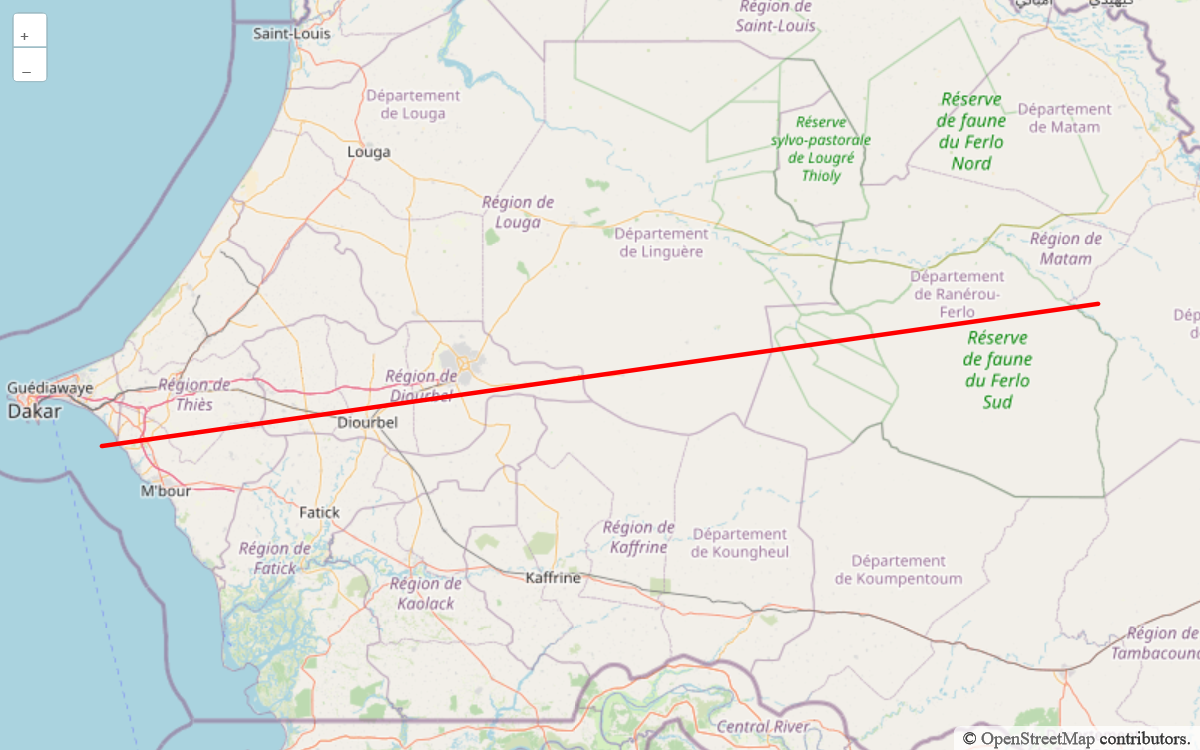 +
–
Saint-Louis
Région de
Saint-Louis
Département
de Louga
Réserve
de faune
du Ferlo
Nord
Département
de Matam
Réserve
sylvo-pastorale
de Lougré
Thioly
Louga
Région de
Louga
Département
de Linguère
Région de
Matam
Département
de Ranérou-
Ferlo
Réserve
de faune
du Ferlo
Sud
Guédiawaye
Dakar
Région de
Thiès
Région de
Diourbel
Diourbel
M'bour
Fatick
Région de
Fatick
Région de
Kaolack
Kaffrine
Région de
Kaffrine
Département
de Koungheul
Département
de Koumpentoum
Région de
Central River
© OpenStreetMap contributors.